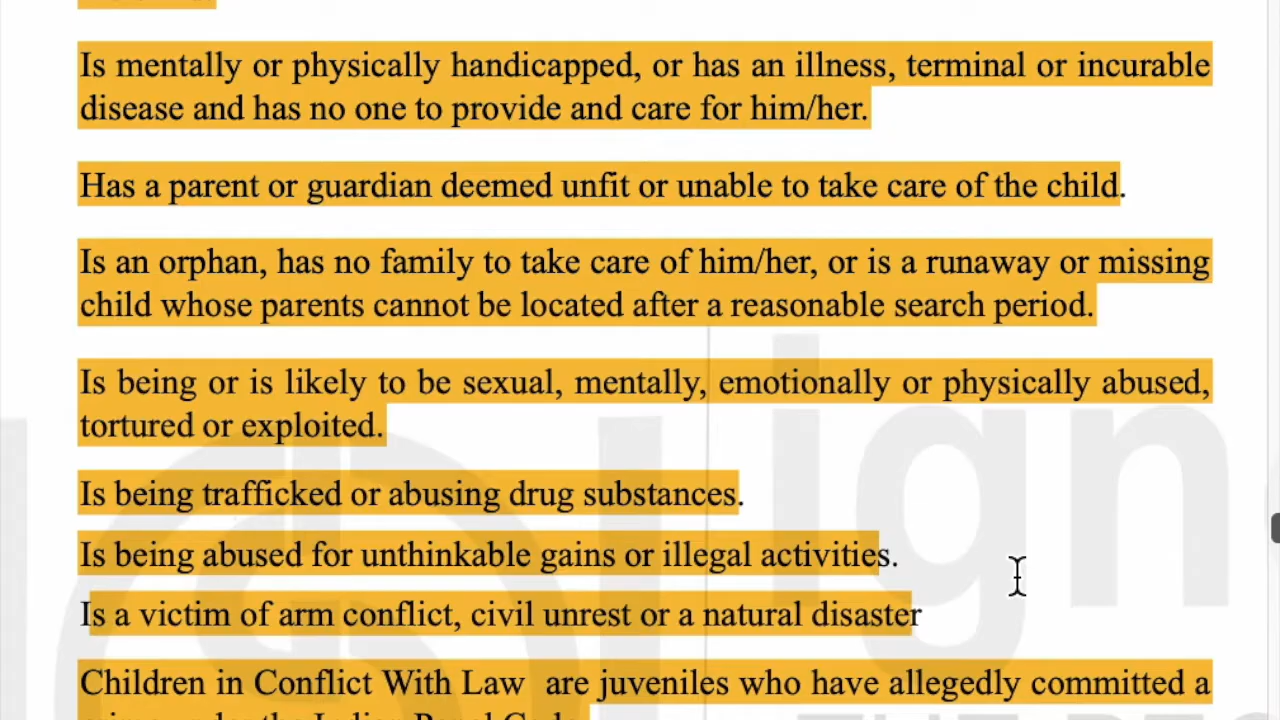 Is mentally or physically handicapped, or has an illness, terminal or incurable
disease and has no one to provide and care for him/her.
Has a parent or guardian deemed unfit or unable to take care of the child.
Is an orphan, has no family to take care of him/her, or is a runaway or missing
child whose parents cannot be located after a reasonable search period.
Is being or is likely to be sexual, mentally, emotionally or physically abused,
tortured or exploited.
Is being trafficked or abusing drug substances.
Is being abused for unthinkable gains or illegal activities.
Is a victim of arm conflict, civil unrest or a natural disaster
Children in Conflict With Law are juveniles who have allegedly committed a
ign